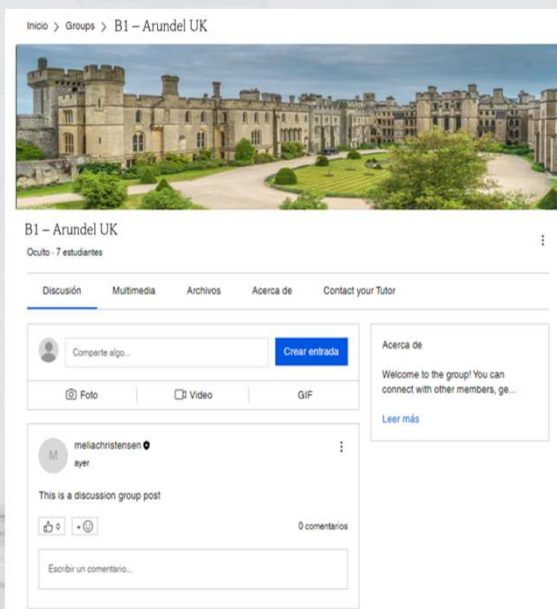 Inicio > Groups > B1 – Arundel UK
B1 – Arundel UK
Oculto · 7 estudiantes
Discusión Multimedia Archivos Acerca de Contact your Tutor
Comparte algo... Crear entrada
Foto Video GIF
Acerca de
Welcome to the group! You can
connect with other members, ge...
Leer más
M
meliachristensen
ayer
This is a discussion group post
0 0 comentarios
Escribir un comentario...